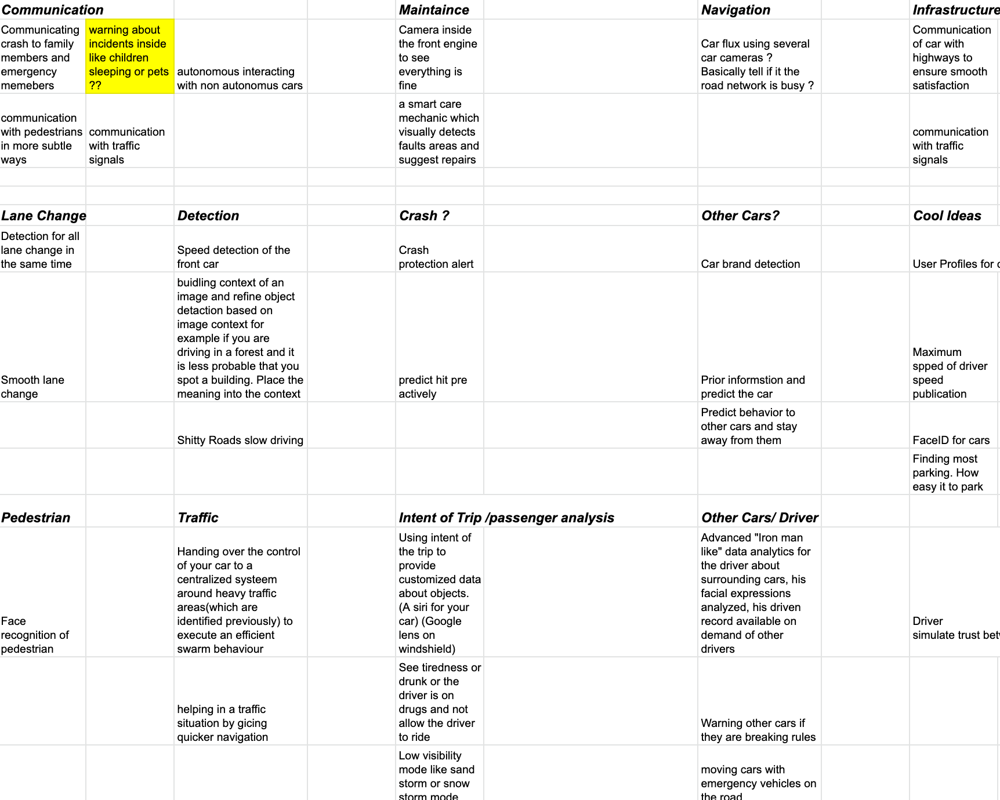 Communication
Maintaince
Navigation
Infrastructure
Communicating
crash to family
members and
emergency
memebers
warning about
incidents inside
like children
sleeping or pets
??
autonomous interacting
with non autonomus cars
Camera inside
the front engine
to see
everything is
fine
Car flux using several
car cameras ?
Basically tell if it the
road network is busy ?
Communication
of car with
highways to
ensure smooth
satisfaction
communication
with pedestrians
in more subtle
ways
communication
with traffic
signals
a smart care
mechanic which
visually detects
faults areas and
suggest repairs
communication
with traffic
signals
Lane Change
Detection
Crash ?
Other Cars?
Cool Ideas
Detection for all
lane change in
the same time
Speed detection of the
front car
Crash
protection alert
Car brand detection
User Profiles for
Smooth lane
change
buidling context of an
image and refine object
detaction based on
image context for
example if you are
driving in a forest and it
is less probable that you
spot a building. Place the
meaning into the context
predict hit pre
actively
Prior informstion and
predict the car
Maximum
spped of driver
speed
publication
Shitty Roads slow driving
Predict behavior to
other cars and stay
away from them
FaceID for cars
Finding most
parking. How
easy it to park
Pedestrian
Traffic
Intent of Trip /passenger analysis
Other Cars/ Driver
Face
recognition of
pedestrian
Handing over the control
of your car to a
centralized systeem
around heavy traffic
areas(which are
identified previously) to
execute an efficient
swarm behaviour
Using intent of
the trip to
provide
customized data
about objects.
(A siri for your
car) (Google
lens on
windshield)
Advanced "Iron man
like" data analytics for
the driver about
surrounding cars, his
facial expressions
analyzed, his driven
record available on
demand of other
drivers
Driver
simulate trust
helping in a traffic
situation by gicing
quicker navigation
See tiredness or
drunk or the
driver is on
drugs and not
allow the driver
to ride
Warning other cars if
they are breaking rules
Low visibility
mode like sand
storm or snow
storm mode
moving cars with
emergency vehicles on
the road